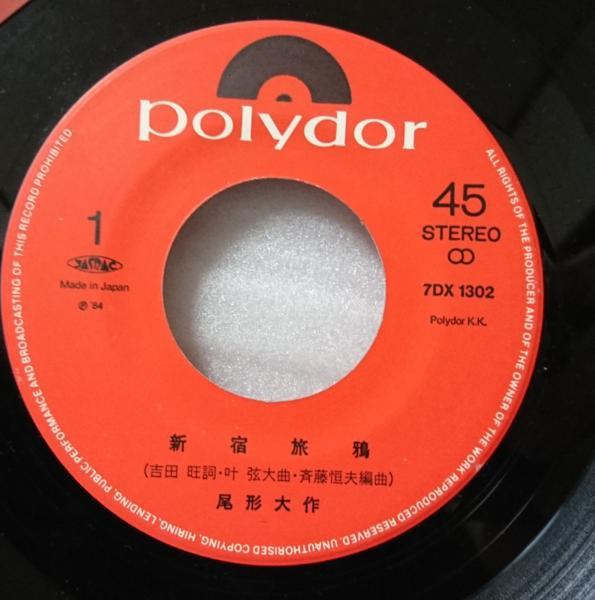 polydor
1
JASRAC
Made in Japan
Ⓟ '84
45
STEREO
7DX 1302
Polydor K.K.
新宿旅鴉
(吉田 旺詞・叶 弦大曲・斉藤恒夫編曲)
尾形大作
ALL RIGHTS OF THE PRODUCER AND OF THE OWNER OF THE WORK REPRODUCED RESERVED. UNAUTHORISED COPYING, HIRING, LENDING, PUBLIC PERFORMANCE AND BROADCASTING OF THIS RECORD PROHIBITED